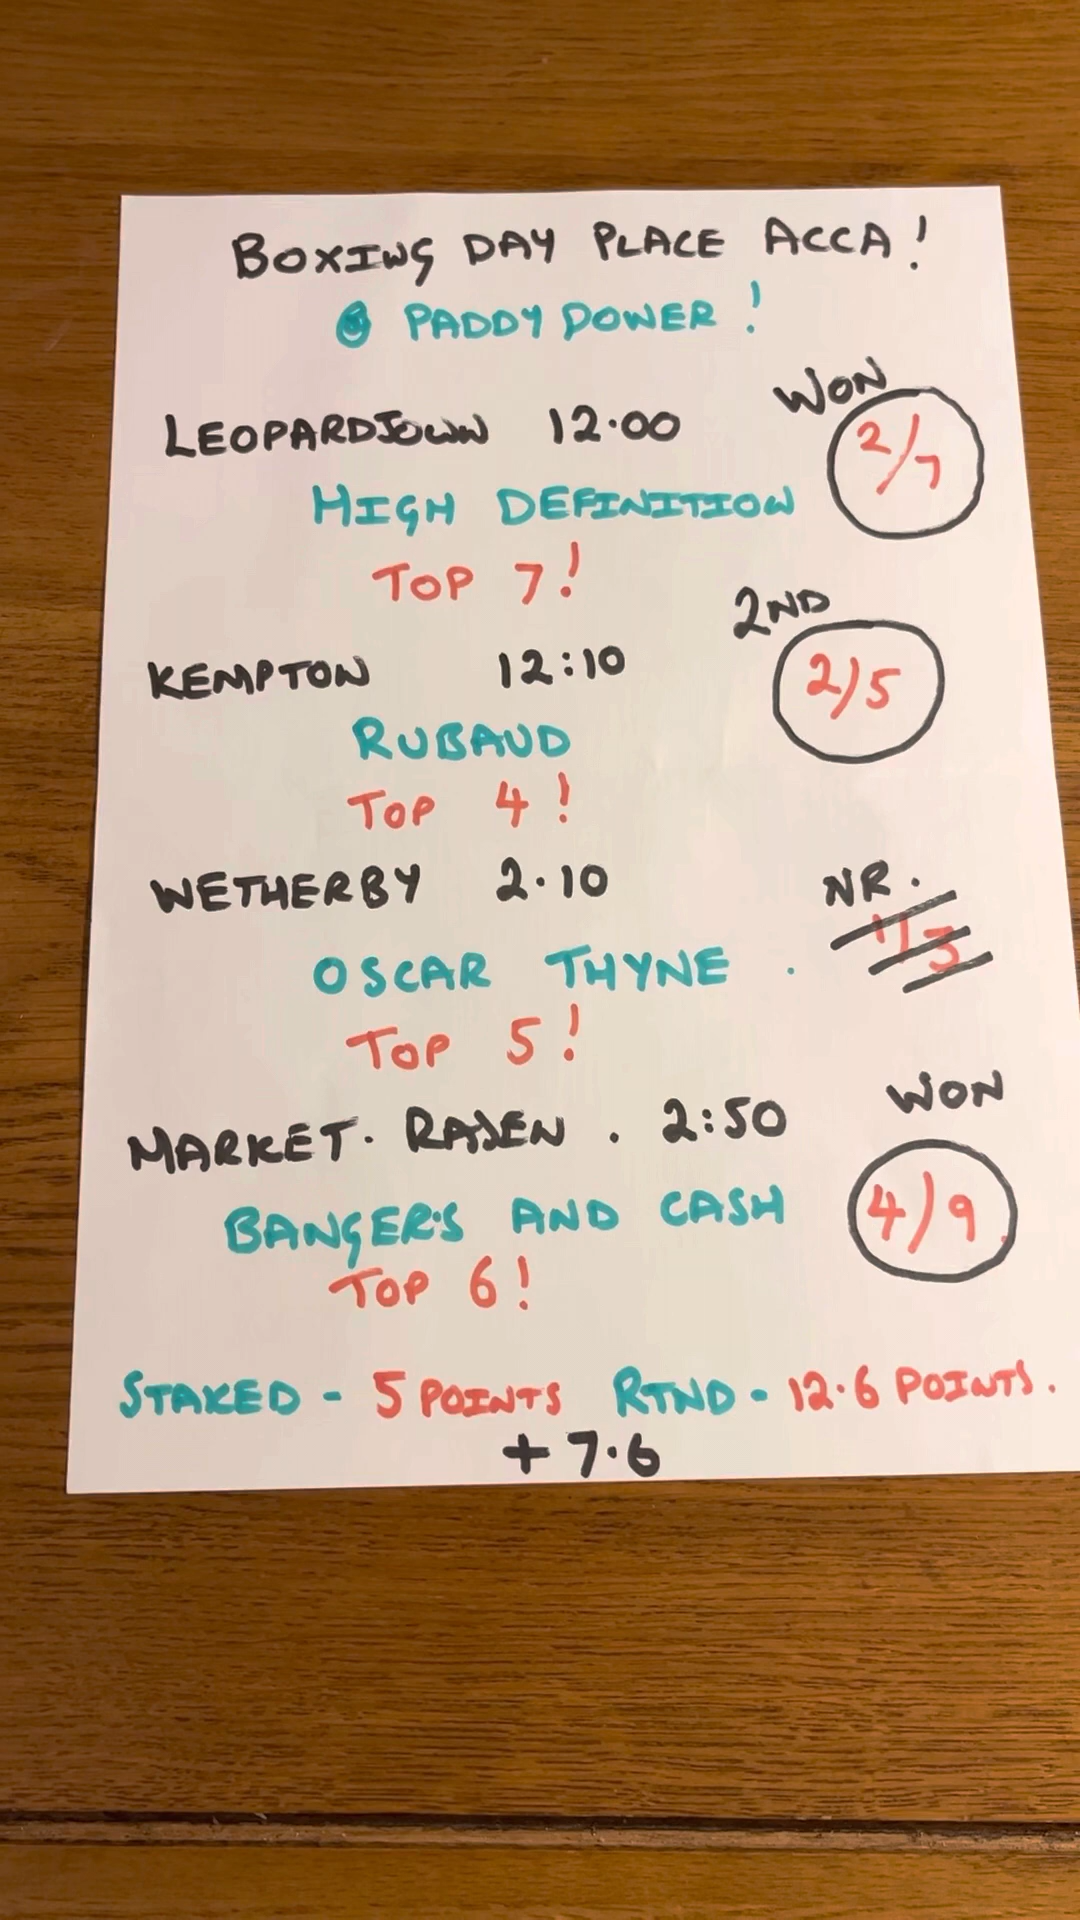 BOXING DAY PLACE ACCA!
@ PADDY POWER!
WON
LEOPARDSTOWN 12.00
2/7
HIGH DEFINITION
TOP 7!
2ND
KEMPTON 12:10
2/5
RUBAUD
TOP 4!
WETHERBY 2.10
NR.
1/3
OSCAR THYNE .
TOP 5!
WON
MARKET. RASEN . 2:50
4/9
BANGER'S AND CASH
TOP 6!
STAKED - 5 POINTS RTND - 12.6 POINTS.
+ 7.6